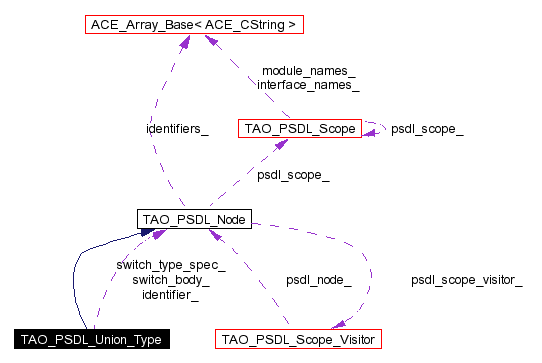 ACE_Array_Base< ACE_CString >
module_names_
interface_names_
identifiers_
TAO_PSDL_Scope
psdl_scope_
psdl_scope_
TAO_PSDL_Node
switch_type_spec_
switch_body_
identifier_
psdl_node_
psdl_scope_visitor_
TAO_PSDL_Union_Type
TAO_PSDL_Scope_Visitor